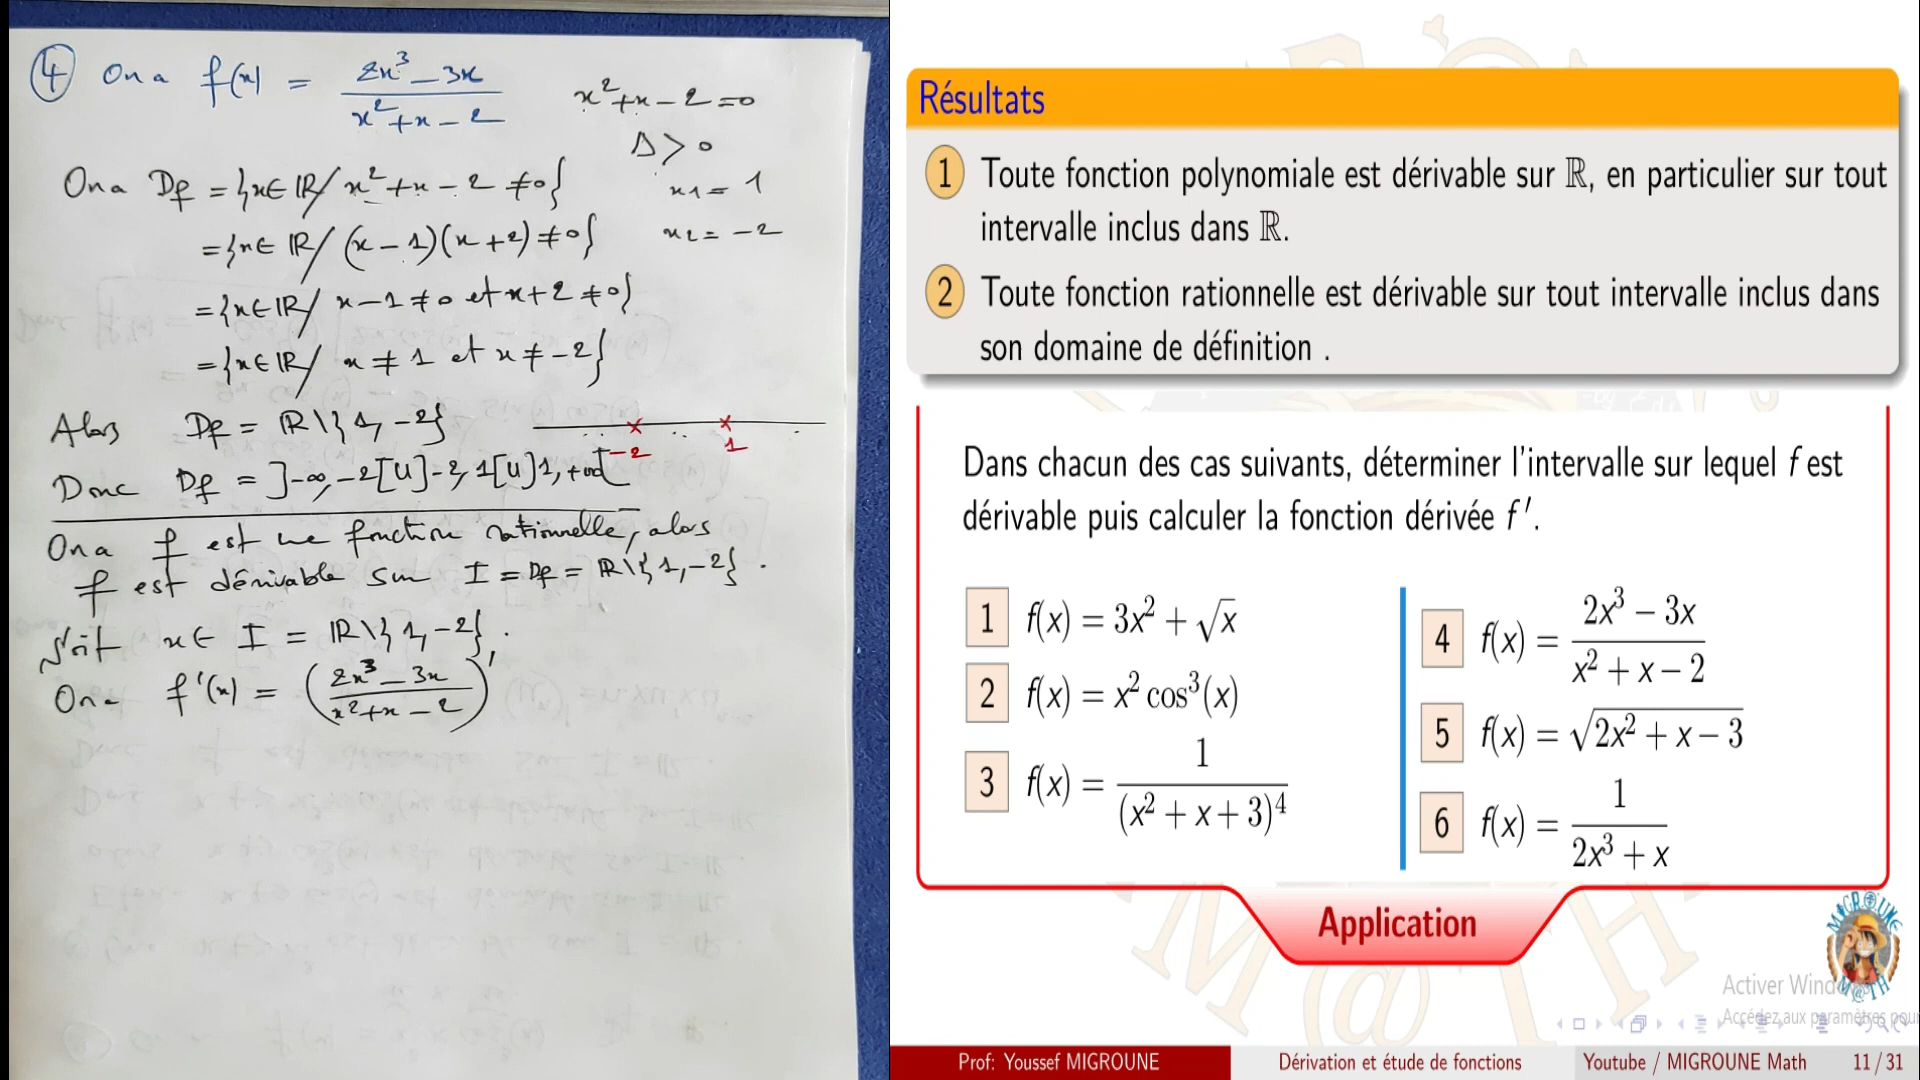 ④ On a f(x) = (2x³ − 3x)/(x² + x − 2)
x² + x − 2 = 0
Δ > 0
x1 = 1
x2 = −2
On a Df = {x ∈ ℝ / x² + x − 2 ≠ 0}
= {x ∈ ℝ / (x − 1)(x + 2) ≠ 0}
= {x ∈ ℝ / x − 1 ≠ 0 et x + 2 ≠ 0}
= {x ∈ ℝ / x ≠ 1 et x ≠ −2}
Alors Df = ℝ \ {1, −2}
−2 1
Donc Df = ]−∞, −2[ ∪ ]−2, 1[ ∪ ]1, +∞[
On a f est une fonction rationnelle, alors
f est dérivable sur I = Df = ℝ \ {1, −2}.
Soit x ∈ I = ℝ \ {1, −2}.
On a f'(x) = ((2x³ − 3x)/(x² + x − 2))'
Résultats
1 Toute fonction polynomiale est dérivable sur ℝ, en particulier sur tout
intervalle inclus dans ℝ.
2 Toute fonction rationnelle est dérivable sur tout intervalle inclus dans
son domaine de définition .
Dans chacun des cas suivants, déterminer l'intervalle sur lequel f est
dérivable puis calculer la fonction dérivée f'.
1 f(x) = 3x² + √x
2 f(x) = x² cos³(x)
3 f(x) = 1/(x² + x + 3)⁴
4 f(x) = (2x³ − 3x)/(x² + x − 2)
5 f(x) = √(2x² + x − 3)
6 f(x) = 1/(2x³ + x)
Application
MIGROUNE
M@TH
Activer Wind
Accédez aux paramètres pour
Prof: Youssef MIGROUNE
Dérivation et étude de fonctions
Youtube / MIGROUNE Math
11 / 31